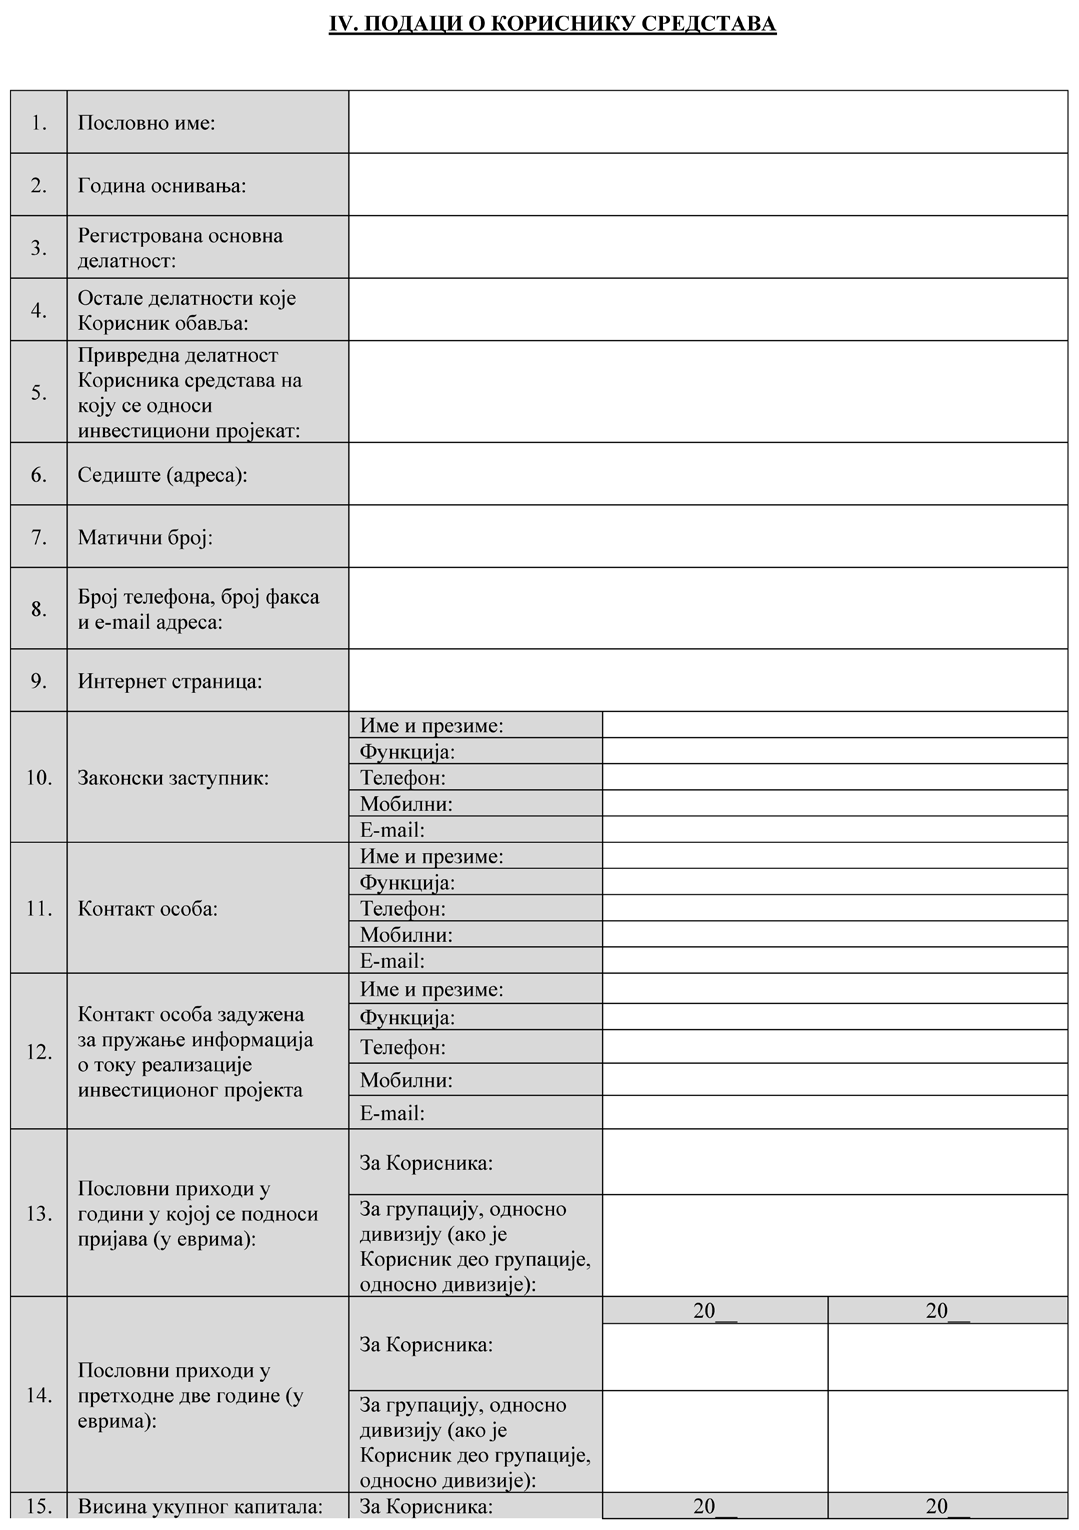 IV. ПОДАЦИ О КОРИСНИКУ СРЕДСТАВА
1. Пословно име:
2. Година оснивања:
3. Регистрована основна
делатност:
4. Остале делатности које
Корисник обавља:
5. Привредна делатност
Корисника средстава на
коју се односи
инвестициони пројекат:
6. Седиште (адреса):
7. Матични број:
8. Број телефона, број факса
и e-mail адреса:
9. Интернет страница:
10. Законски заступник:
Име и презиме:
Функција:
Телефон:
Мобилни:
E-mail:
11. Контакт особа:
Име и презиме:
Функција:
Телефон:
Мобилни:
E-mail:
12. Контакт особа задужена
за пружање информација
о току реализације
инвестиционог пројекта
Име и презиме:
Функција:
Телефон:
Мобилни:
E-mail:
13. Пословни приходи у
години у којој се подноси
пријава (у еврима):
За Корисника:
За групацију, односно
дивизију (ако је
Корисник део групације,
односно дивизије):
14. Пословни приходи у
претходне две године (у
еврима):
За Корисника:
20__ 20__
За групацију, односно
дивизију (ако је
Корисник део групације,
односно дивизије):
15. Висина укупног капитала: За Корисника: 20__ 20__